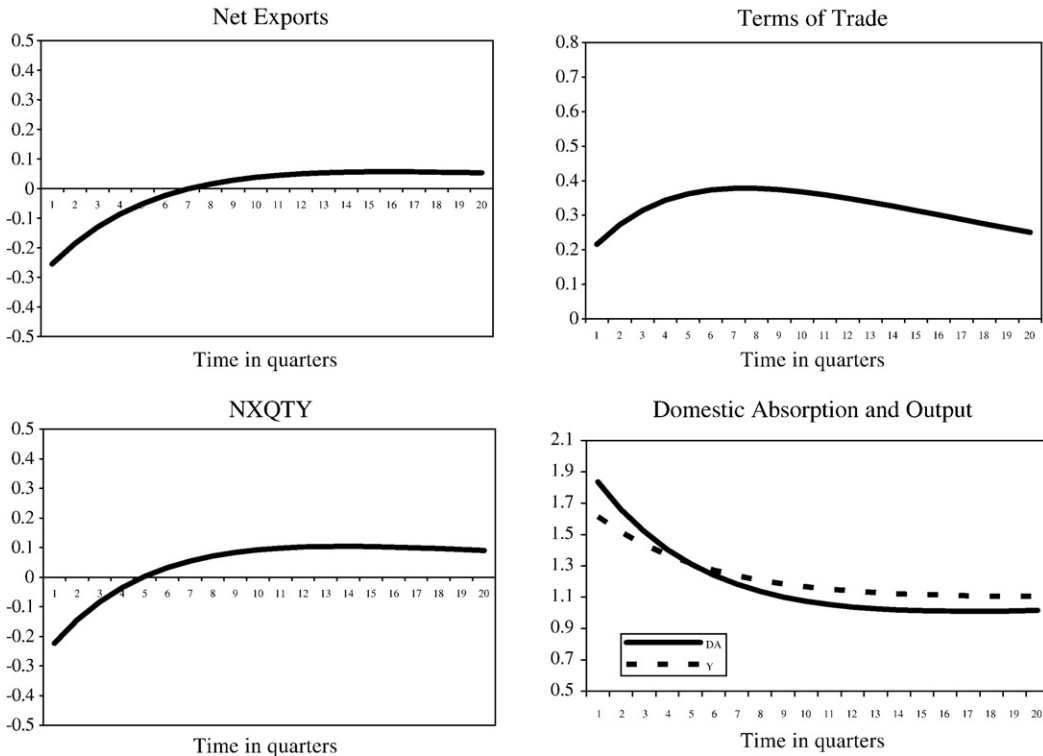 Net Exports
0.5
0.4
0.3
0.2
0.1
0
-0.1
-0.2
-0.3
-0.4
-0.5
1 2 3 4 5 6 7 8 9 10 11 12 13 14 15 16 17 18 19 20
Time in quarters
Terms of Trade
0.8
0.7
0.6
0.5
0.4
0.3
0.2
0.1
0
1 2 3 4 5 6 7 8 9 10 11 12 13 14 15 16 17 18 19 20
Time in quarters
NXQTY
0.5
0.4
0.3
0.2
0.1
0
-0.1
-0.2
-0.3
-0.4
-0.5
1 2 3 4 5 6 7 8 9 10 11 12 13 14 15 16 17 18 19 20
Time in quarters
Domestic Absorption and Output
2.1
1.9
1.7
1.5
1.3
1.1
0.9
0.7
0.5
DA
Y
1 2 3 4 5 6 7 8 9 10 11 12 13 14 15 16 17 18 19 20
Time in quarters